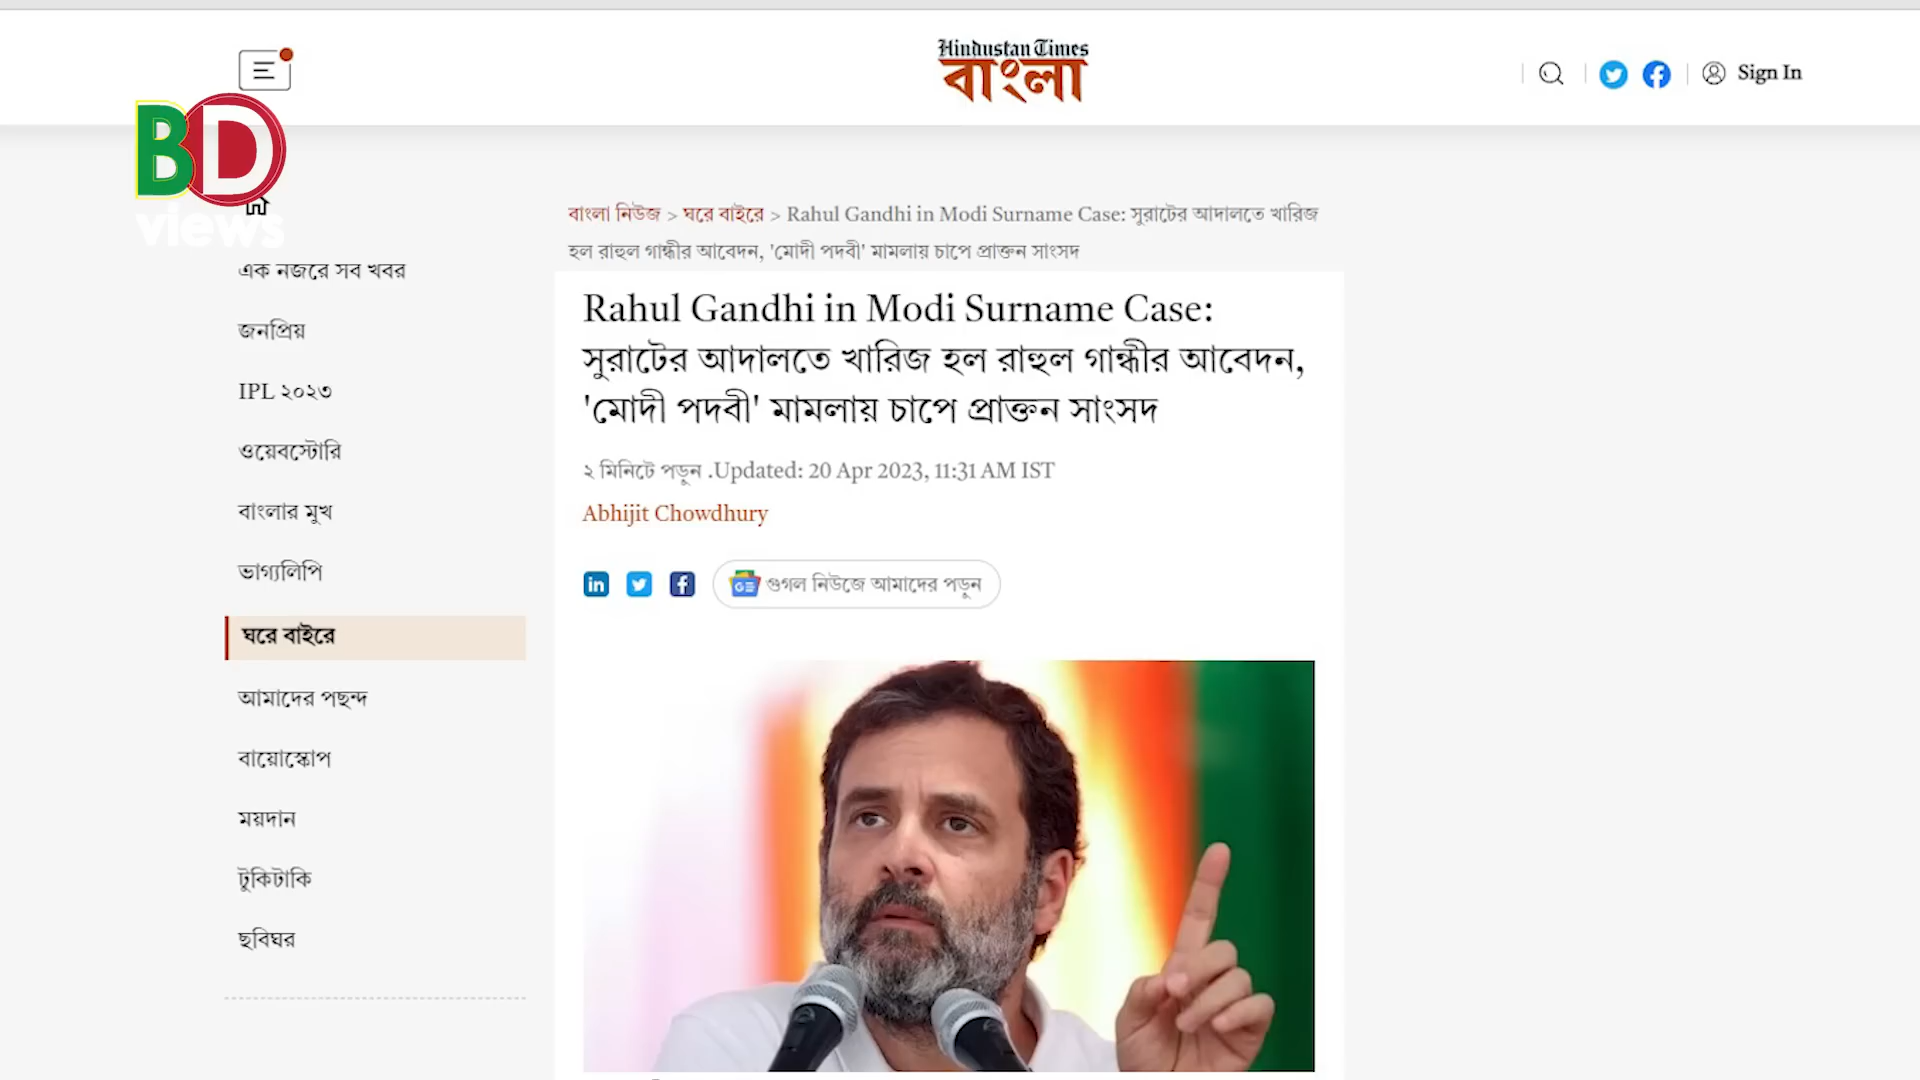 Hindustan Times
বাংলা
Sign In
BD
views
বাংলা নিউজ > ঘরে বাইরে > Rahul Gandhi in Modi Surname Case: সুরাটের আদালতে খারিজ
হল রাহুল গান্ধীর আবেদন, 'মোদী পদবী' মামলায় চাপে প্রাক্তন সাংসদ
এক নজরে সব খবর
জনপ্রিয়
IPL ২০২৩
ওয়েবস্টোরি
বাংলার মুখ
ভাগ্যলিপি
ঘরে বাইরে
আমাদের পছন্দ
বায়োস্কোপ
ময়দান
টুকিটাকি
ছবিঘর
Rahul Gandhi in Modi Surname Case:
সুরাটের আদালতে খারিজ হল রাহুল গান্ধীর আবেদন,
'মোদী পদবী' মামলায় চাপে প্রাক্তন সাংসদ
২ মিনিটে পড়ুন .Updated: 20 Apr 2023, 11:31 AM IST
Abhijit Chowdhury
গুগল নিউজে আমাদের পড়ুন